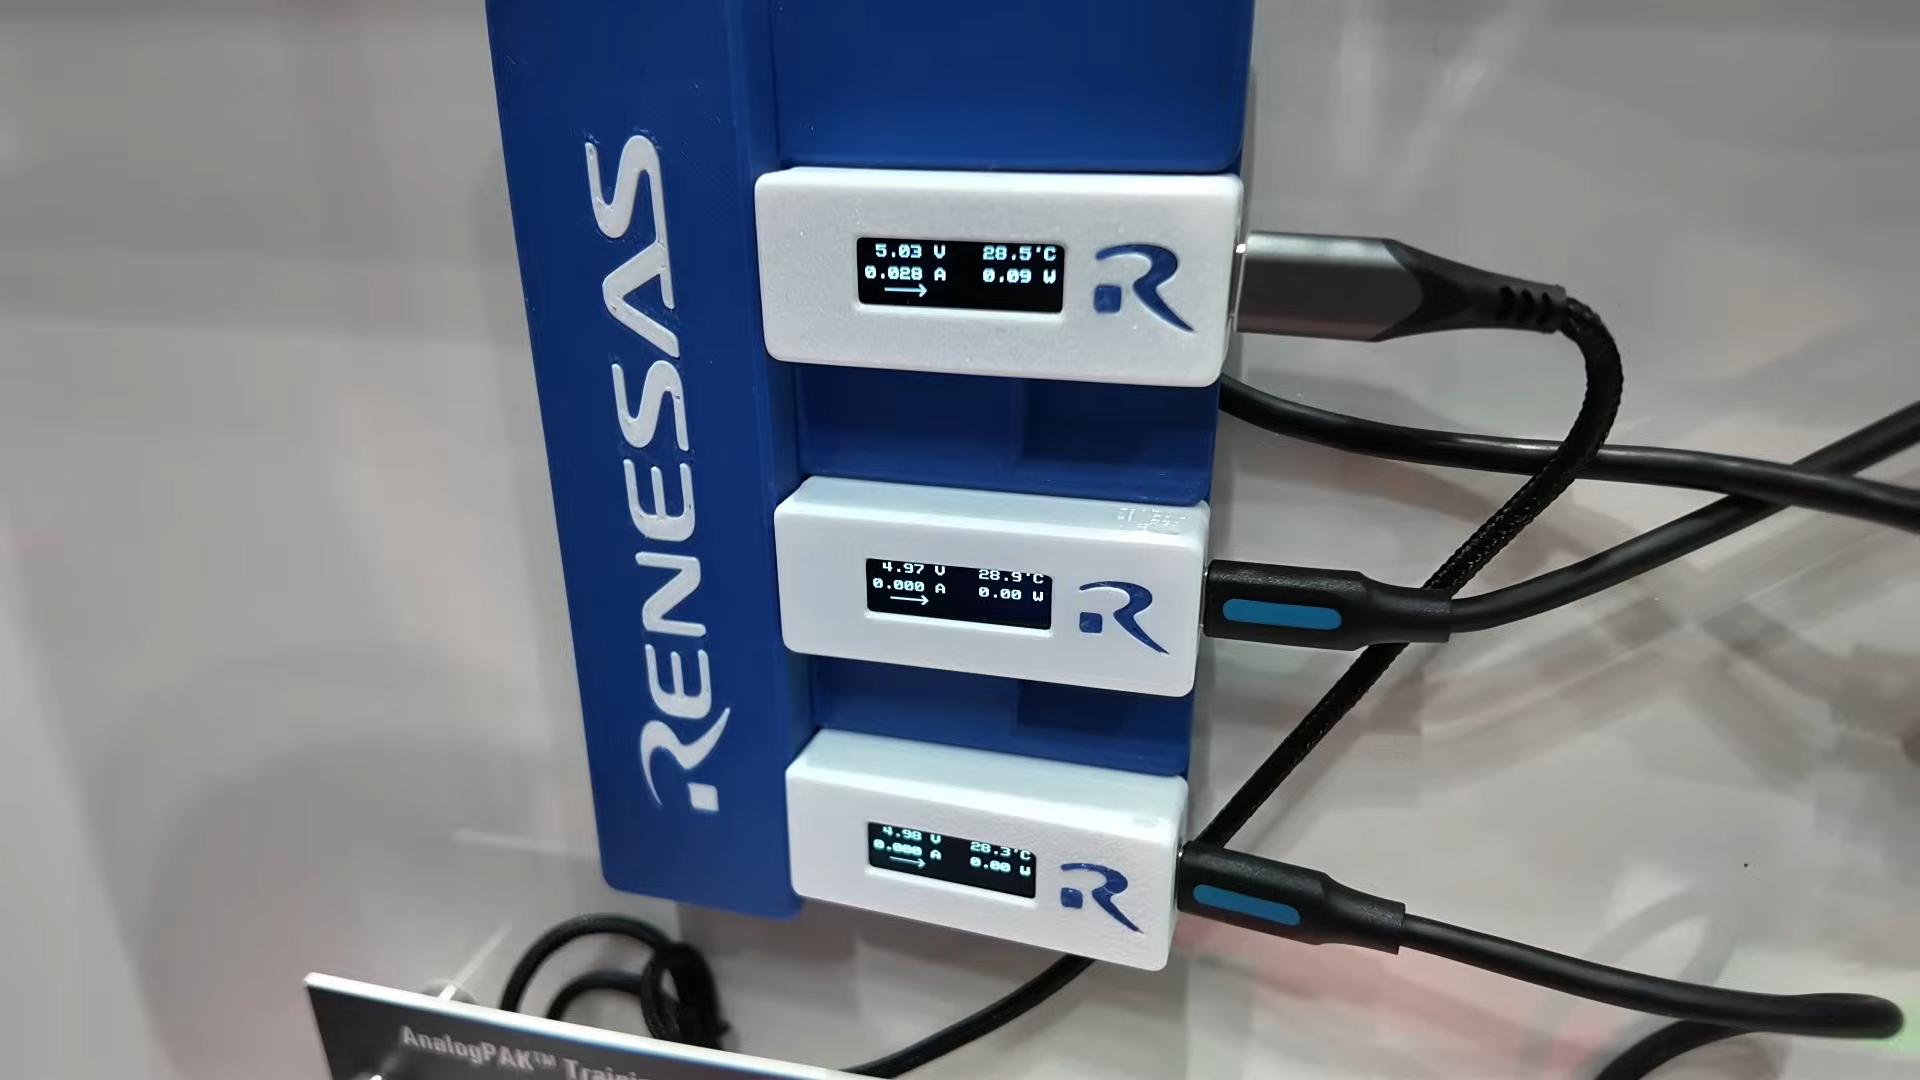 RENESAS
5.03 V 28.5°C
0.028 A 0.09 W
4.97 V 28.9°C
0.000 A 0.00 W
4.98 V 28.3°C
0.000 A 0.00 W
AnalogPAK™